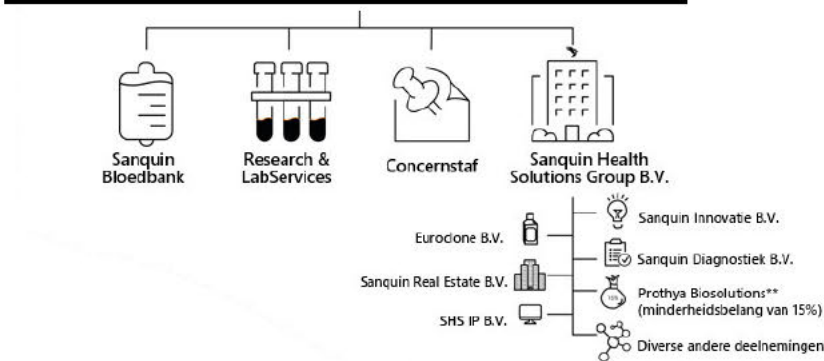 Sanquin
Bloedbank
Research &
LabServices
Concernstaf
Sanquin Health
Solutions Group B.V.
Euroclone B.V.
Sanquin Real Estate B.V.
SHS IP B.V.
Sanquin Innovatie B.V.
Sanquin Diagnostiek B.V.
15%
Prothya Biosolutions**
(minderheidsbelang van 15%)
Diverse andere deelnemingen